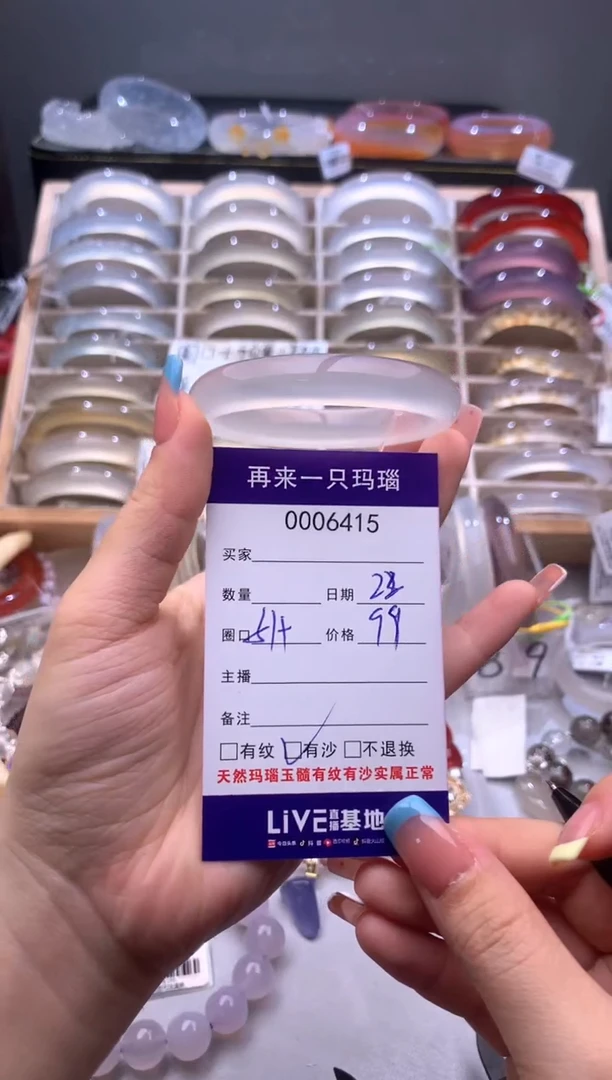 再来一只玛瑙
0006415
买家
数量 日期 23
圈口 51+ 价格 99
主播
备注
有纹 有沙 不退换
天然玛瑙玉髓有纹有沙实属正常
LiVE直播基地
89